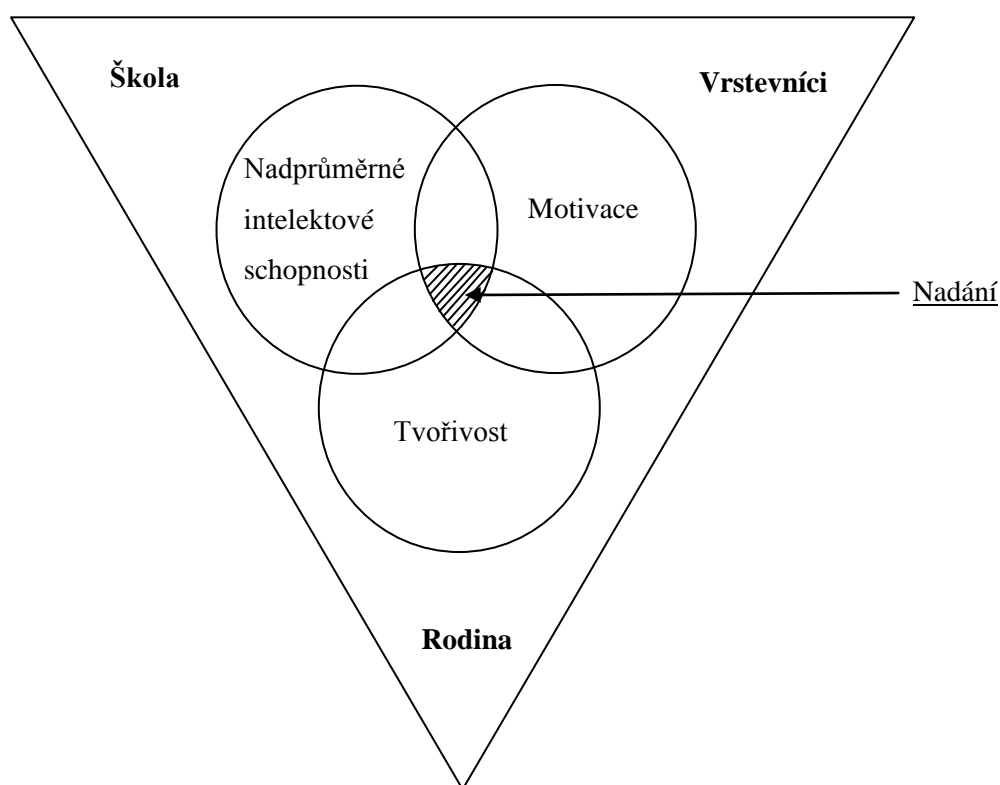 Škola
Vrstevníci
Nadprůměrné
intelektové
schopnosti
Motivace
Nadání
Tvořivost
Rodina